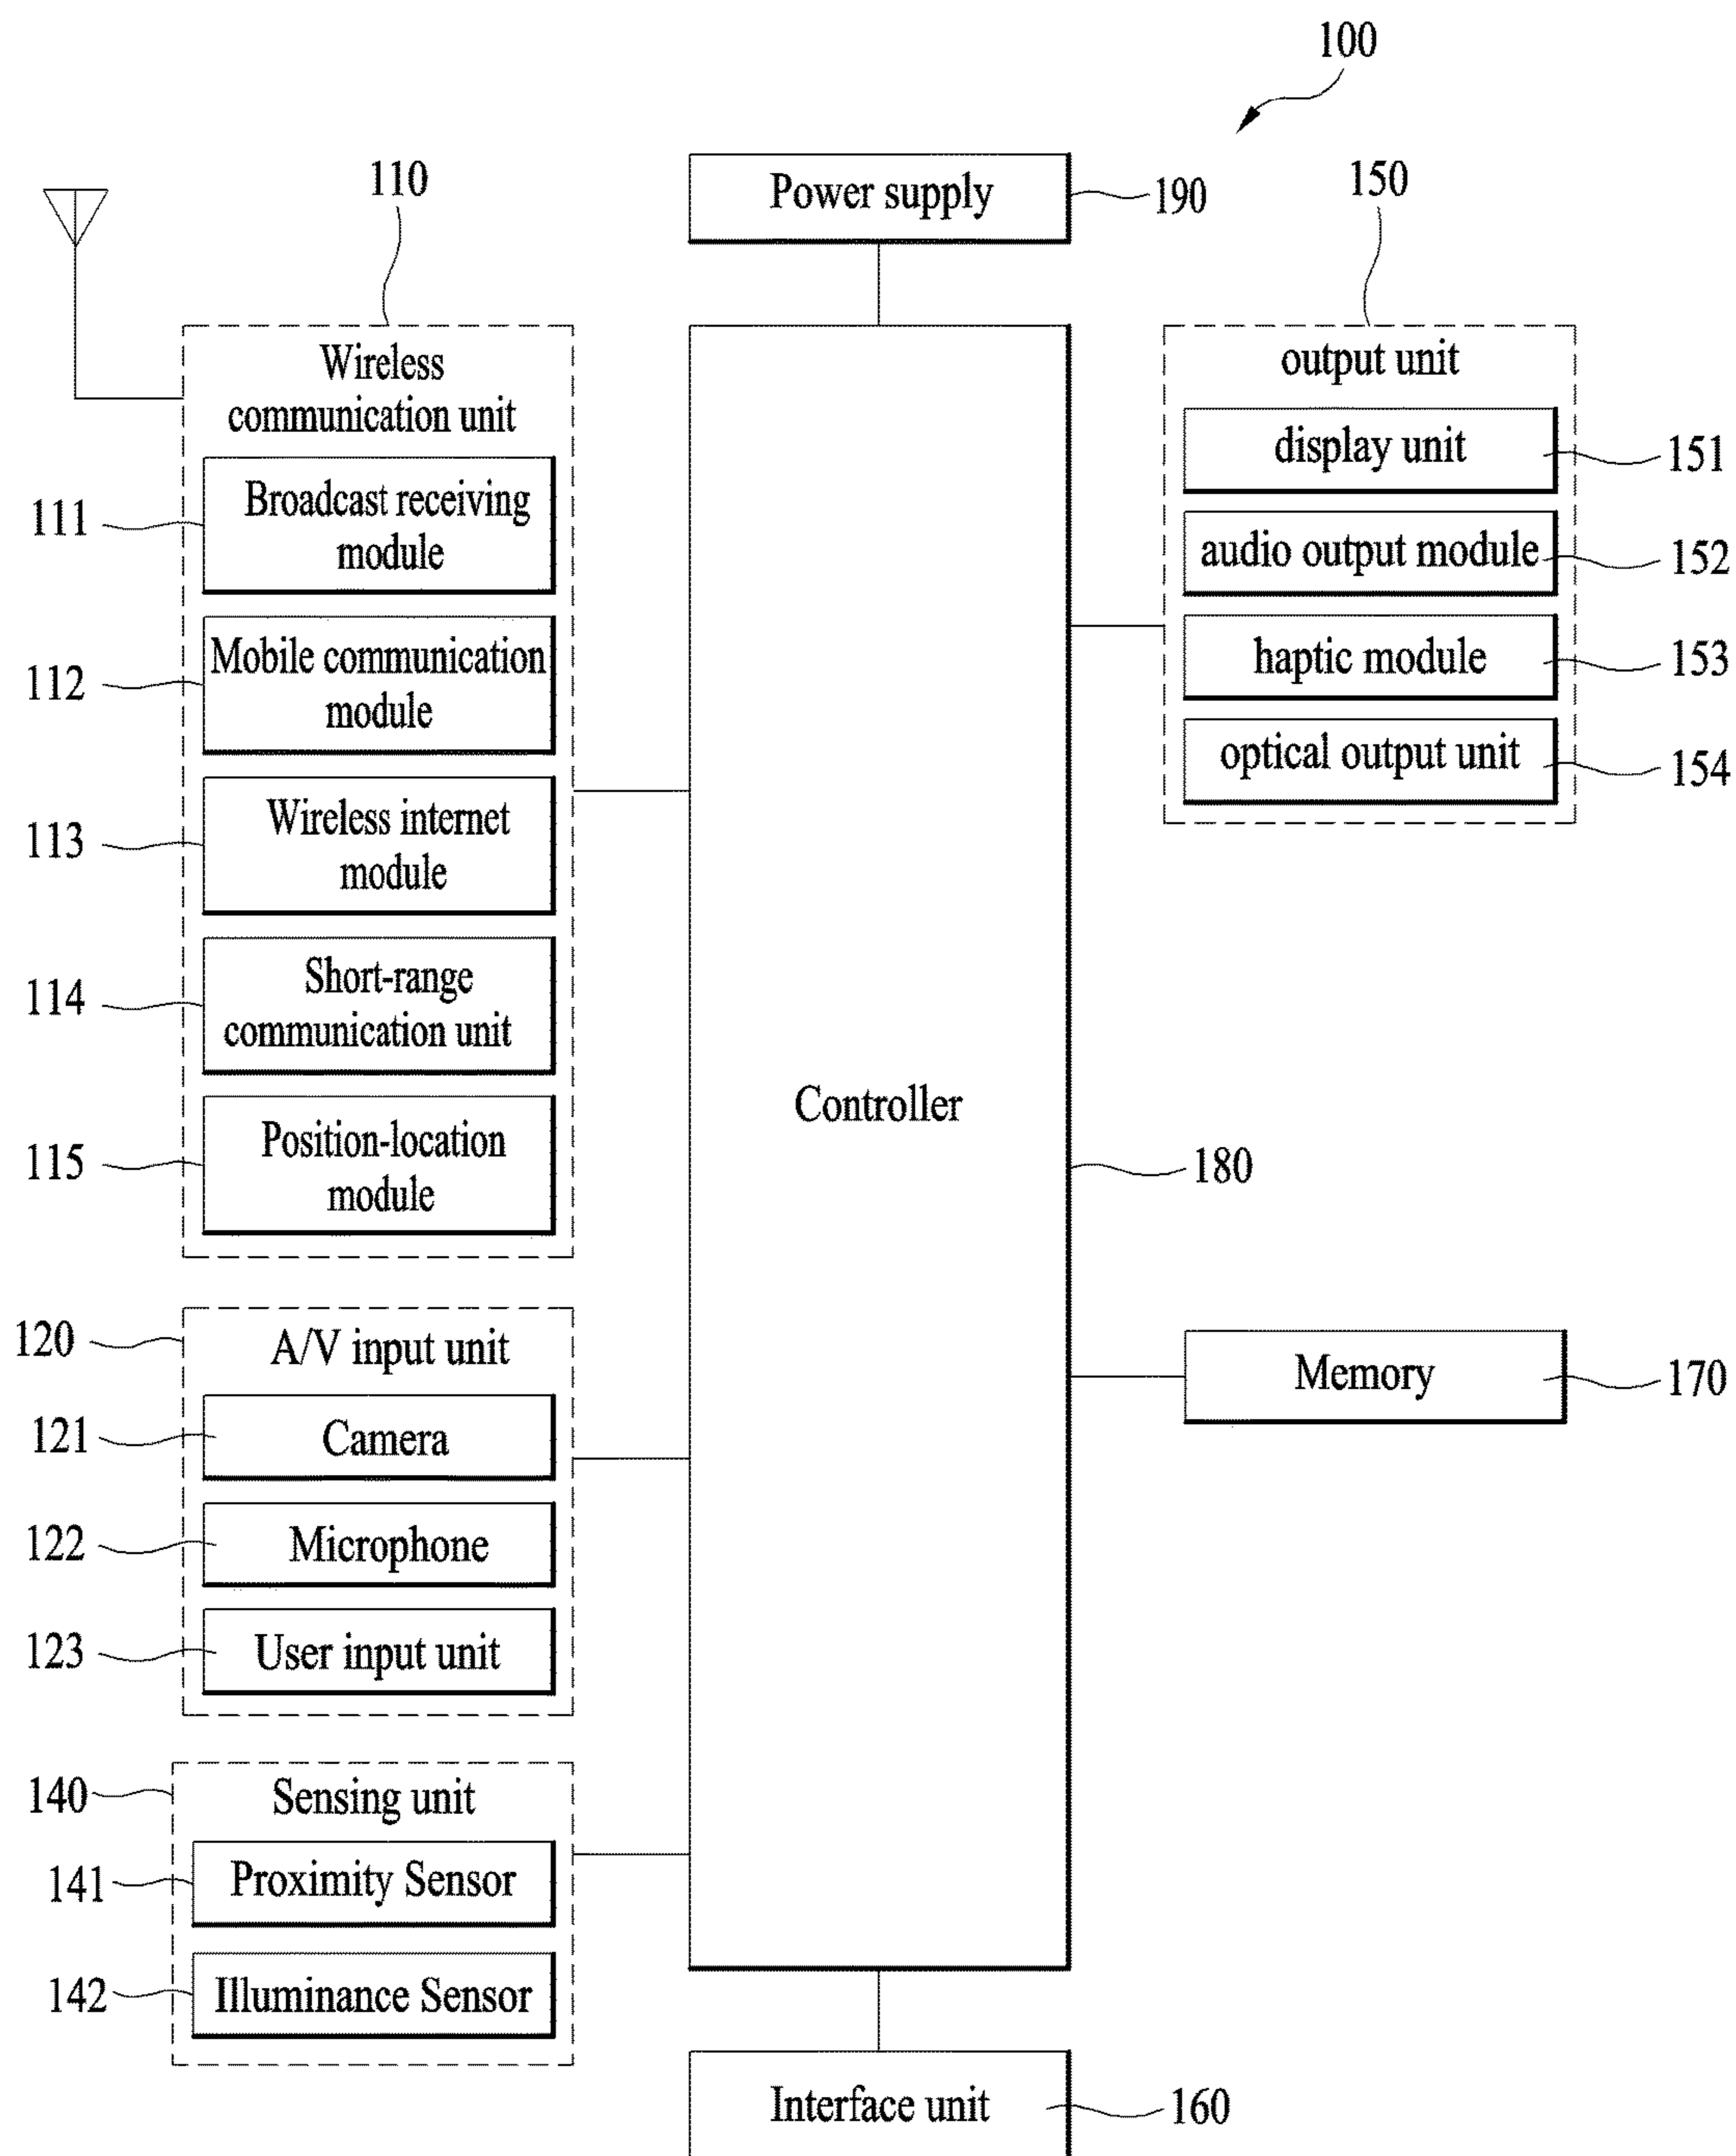 100
110
Power supply
190
150
Wireless
communication unit
output unit
display unit
151
111
Broadcast receiving
module
audio output module
152
112
Mobile communication
module
haptic module
153
113
Wireless internet
module
optical output unit
154
114
Short-range
communication unit
Controller
115
Position-location
module
180
120
A/V input unit
Memory
170
121
Camera
122
Microphone
123
User input unit
140
Sensing unit
141
Proximity Sensor
142
Illuminance Sensor
Interface unit
160